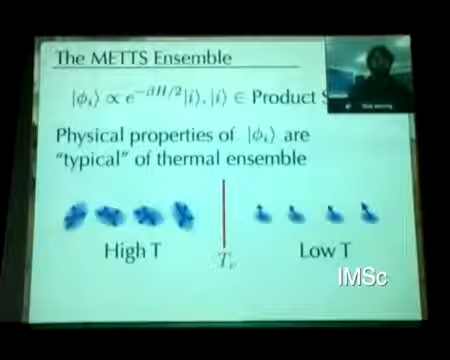 The METTS Ensemble
|ϕᵢ⟩ ∝ e^{−βH/2}|i⟩, |i⟩ ∈ Product S
Physical properties of |ϕᵢ⟩ are
"typical" of thermal ensemble
High T
T_c
Low T
IMSc